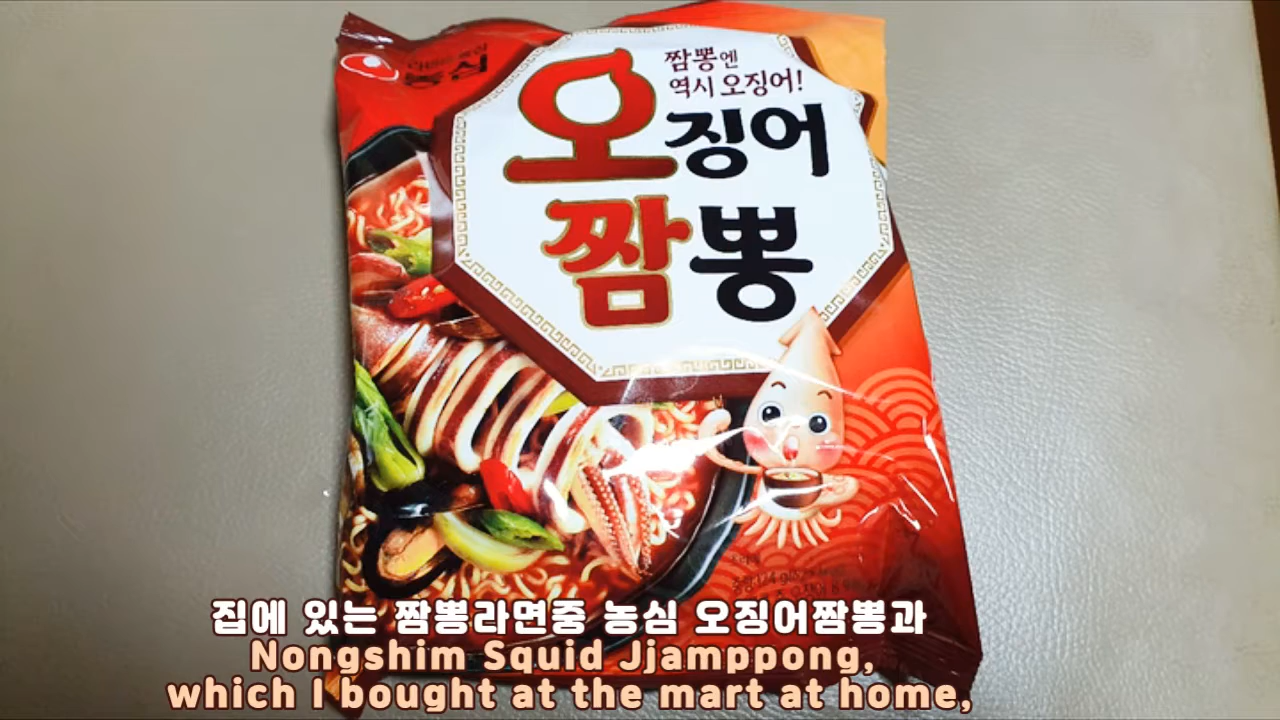 농심
짬뽕엔
역시 오징어!
오징어
짬뽕
집에 있는 짬뽕라면중 농심 오징어짬뽕과
Nongshim Squid Jjamppong,
which I bought at the mart at home,